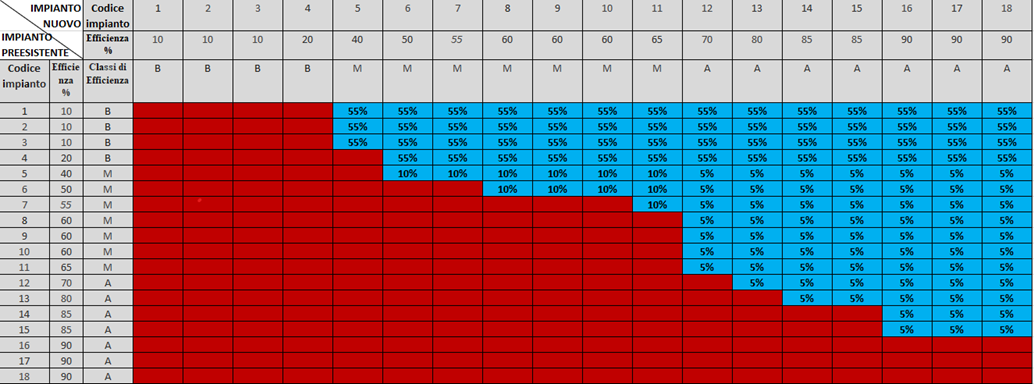 IMPIANTO NUOVO Codice impianto 1 2 3 4 5 6 7 8 9 10 11 12 13 14 15 16 17 18
IMPIANTO PREESISTENTE Efficienza % 10 10 10 20 40 50 55 60 60 60 65 70 80 85 85 90 90 90
Codice impianto Efficie nza % Classi di Efficienza B B B B M M M M M M M A A A A A A A
1 10 B 55% 55% 55% 55% 55% 55% 55% 55% 55% 55% 55% 55% 55% 55%
2 10 B 55% 55% 55% 55% 55% 55% 55% 55% 55% 55% 55% 55% 55% 55%
3 10 B 55% 55% 55% 55% 55% 55% 55% 55% 55% 55% 55% 55% 55% 55%
4 20 B 55% 55% 55% 55% 55% 55% 55% 55% 55% 55% 55% 55% 55%
5 40 M 10% 10% 10% 10% 10% 10% 5% 5% 5% 5% 5% 5% 5%
6 50 M 10% 10% 10% 10% 5% 5% 5% 5% 5% 5% 5%
7 55 M 10% 5% 5% 5% 5% 5% 5% 5%
8 60 M 5% 5% 5% 5% 5% 5% 5%
9 60 M 5% 5% 5% 5% 5% 5% 5%
10 60 M 5% 5% 5% 5% 5% 5% 5%
11 65 M 5% 5% 5% 5% 5% 5% 5%
12 70 A 5% 5% 5% 5% 5% 5%
13 80 A 5% 5% 5% 5% 5%
14 85 A 5% 5% 5%
15 85 A 5% 5% 5%
16 90 A
17 90 A
18 90 A